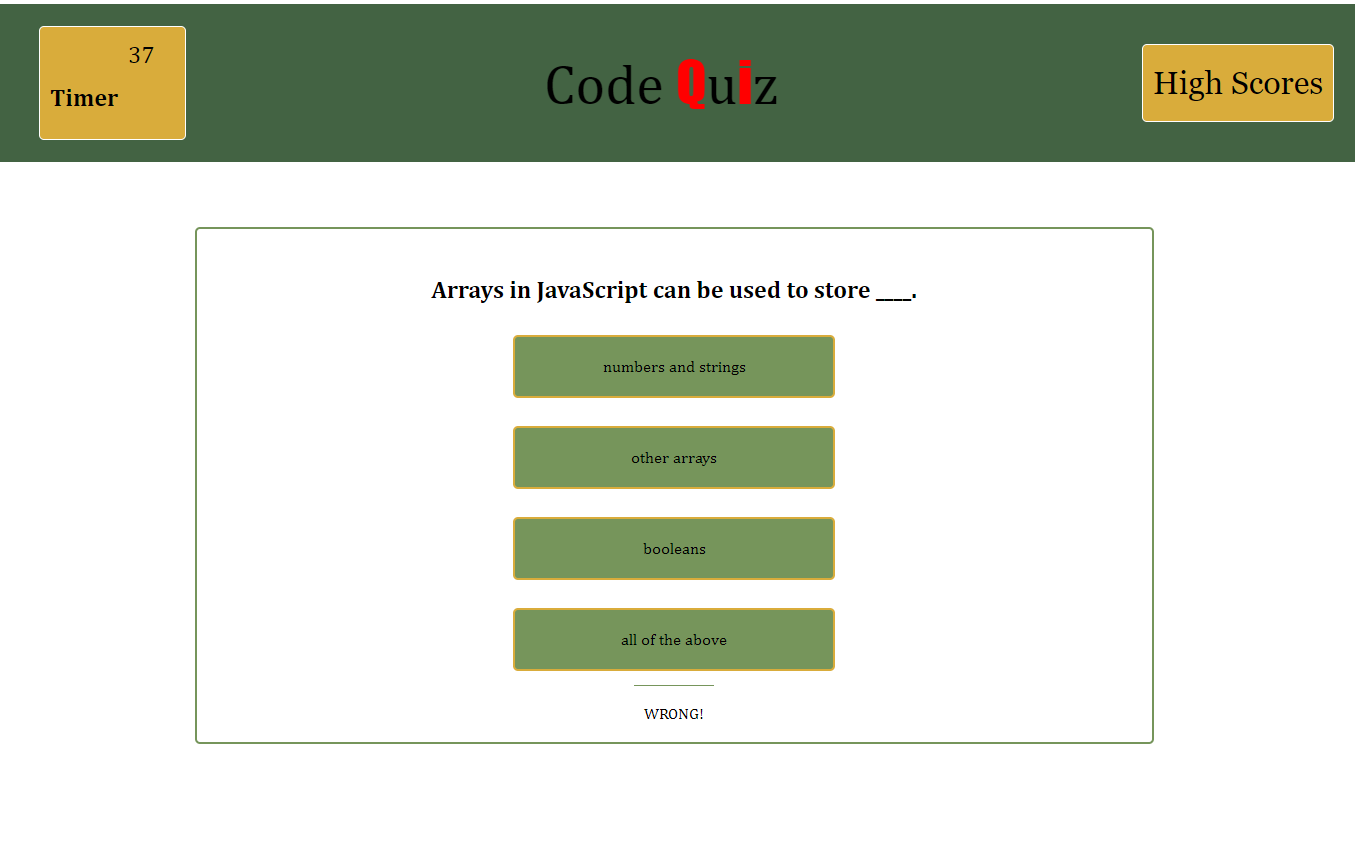 37
Timer
Code Quiz
High Scores
Arrays in JavaScript can be used to store ____.
numbers and strings
other arrays
booleans
all of the above
WRONG!